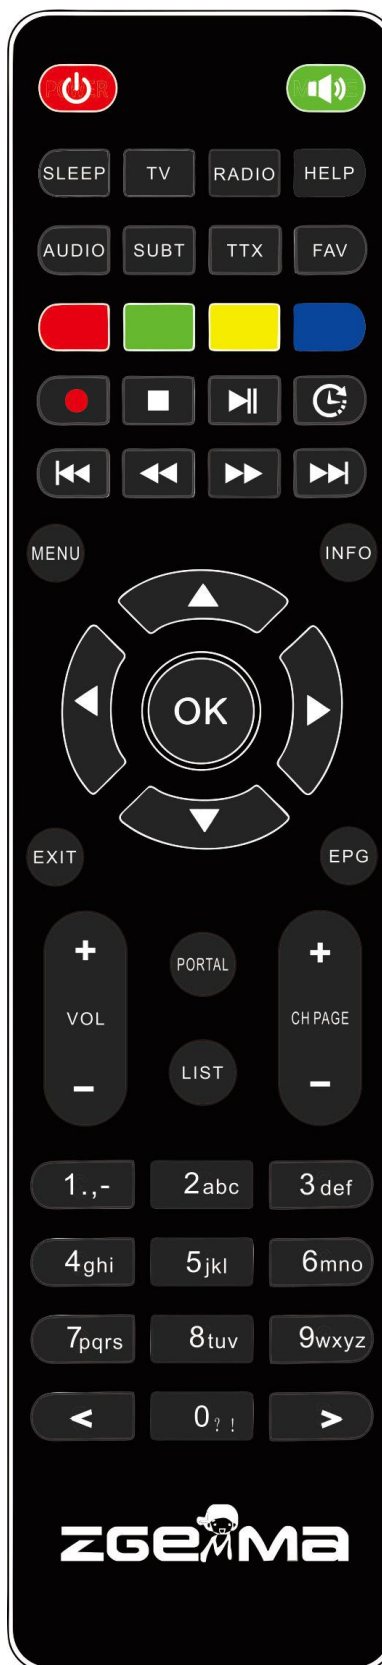 POWER
SLEEP TV RADIO HELP
AUDIO SUBT TTX FAV
MENU INFO
OK
EXIT EPG
+ +
PORTAL
VOL CH PAGE
LIST
- -
1.,- 2abc 3def
4ghi 5jkl 6mno
7pqrs 8tuv 9wxyz
< 0?! >
ZGEMMA